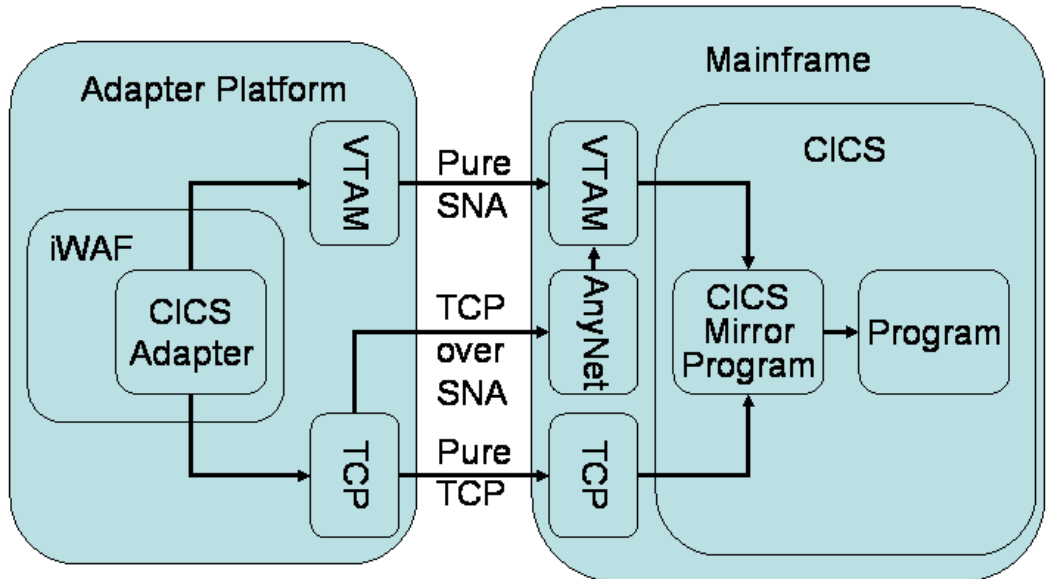 Adapter Platform
Mainframe
VTAM
Pure
SNA
VTAM
CICS
iWAF
CICS
Adapter
TCP
over
SNA
AnyNet
CICS
Mirror
Program
Program
TCP
Pure
TCP
TCP